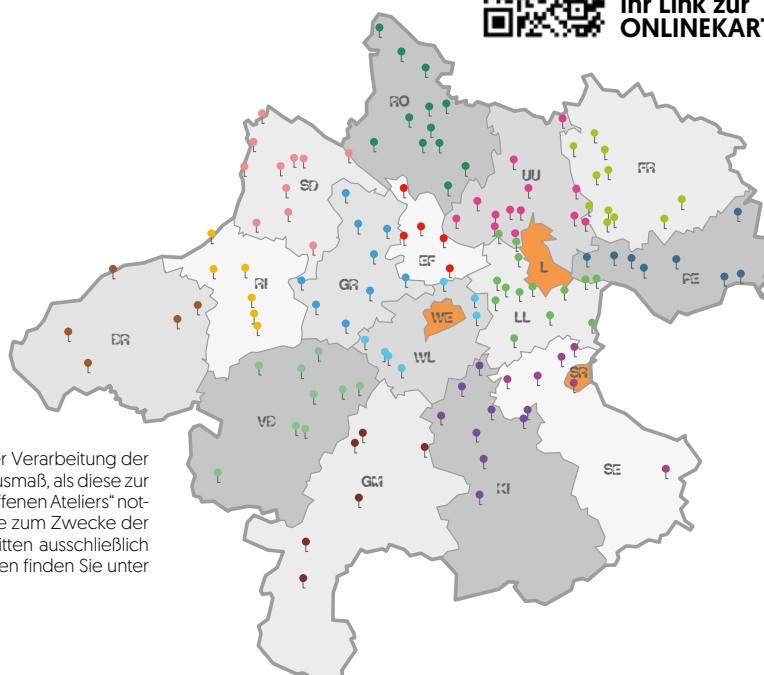 Ihr Link zur
ONLINEKART
RO
FR
UU
SD
EF
L
PE
RI
GR
WE
BR
LL
WL
SR
VB
GM
KI
SE
er Verarbeitung der
usmaß, als diese zur
ffenen Ateliers“ not-
e zum Zwecke der
itten ausschließlich
en finden Sie unter